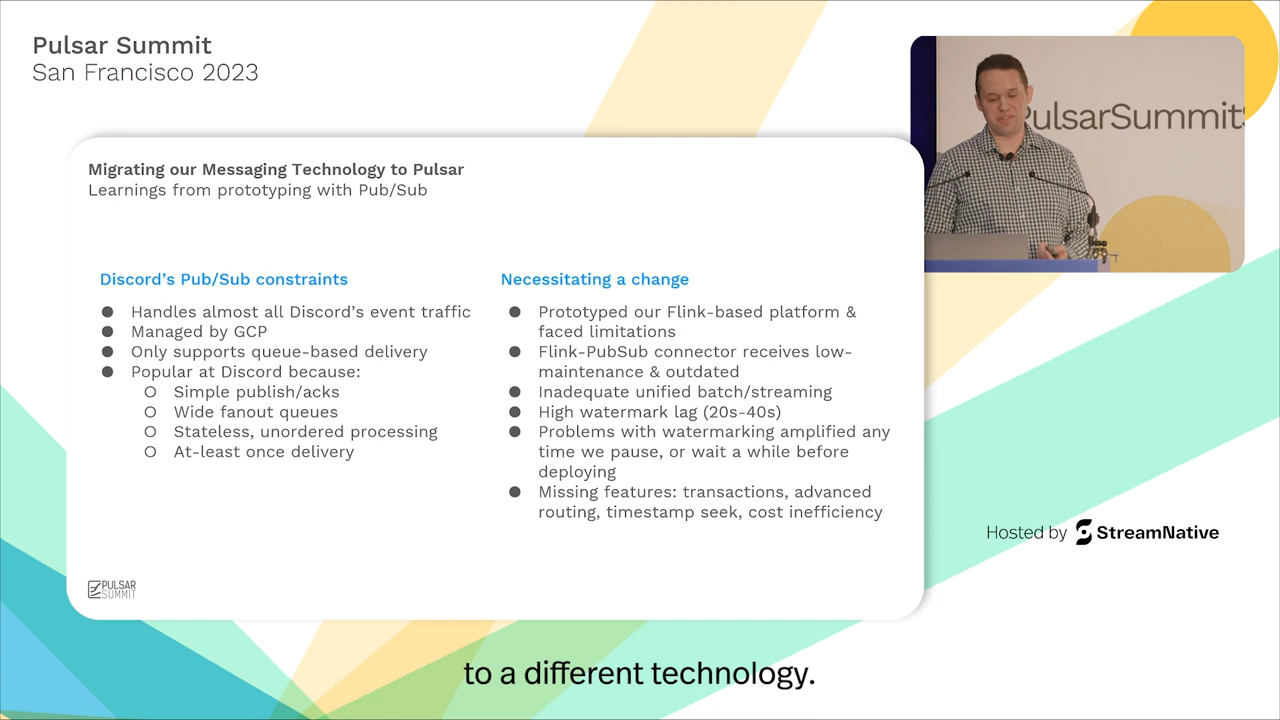 Pulsar Summit
San Francisco 2023
PulsarSummit
Migrating our Messaging Technology to Pulsar
Learnings from prototyping with Pub/Sub
Discord's Pub/Sub constraints
● Handles almost all Discord's event traffic
● Managed by GCP
● Only supports queue-based delivery
● Popular at Discord because:
○ Simple publish/acks
○ Wide fanout queues
○ Stateless, unordered processing
○ At-least once delivery
Necessitating a change
● Prototyped our Flink-based platform &
faced limitations
● Flink-PubSub connector receives low-
maintenance & outdated
● Inadequate unified batch/streaming
● High watermark lag (20s-40s)
● Problems with watermarking amplified any
time we pause, or wait a while before
deploying
● Missing features: transactions, advanced
routing, timestamp seek, cost inefficiency
Hosted by StreamNative
PULSAR
SUMMIT
to a different technology.